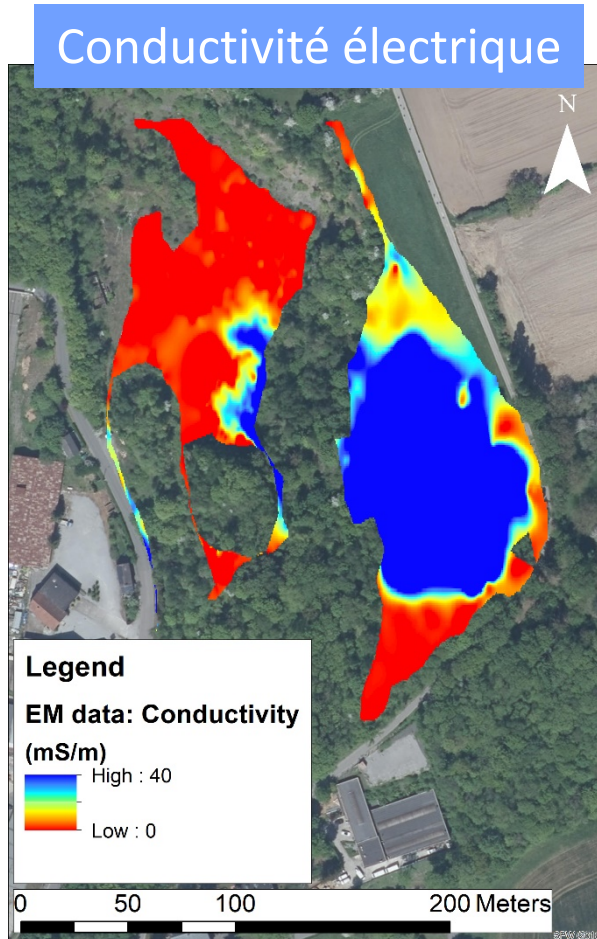 Conductivité électrique
N
Legend
EM data: Conductivity
(mS/m)
High : 40
Low : 0
0 50 100 200 Meters